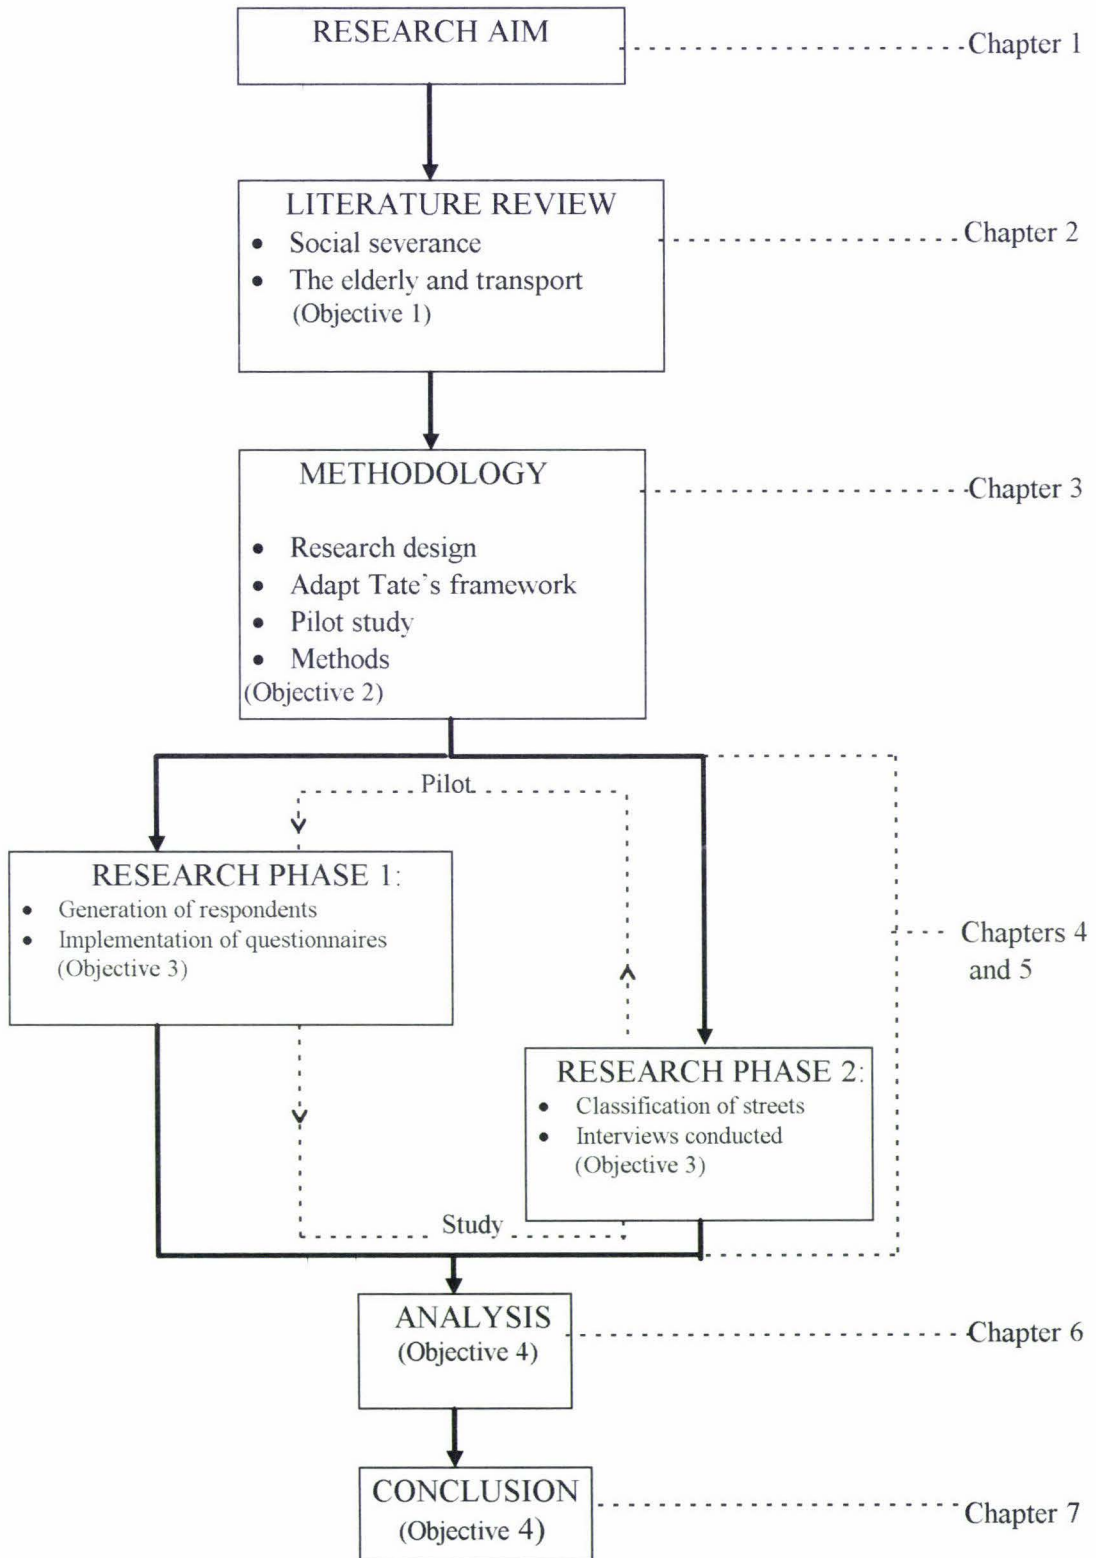 RESEARCH AIM
Chapter 1
LITERATURE REVIEW
• Social severance
• The elderly and transport
(Objective 1)
Chapter 2
METHODOLOGY
Chapter 3
• Research design
• Adapt Tate's framework
• Pilot study
• Methods
(Objective 2)
Pilot
RESEARCH PHASE 1:
• Generation of respondents
• Implementation of questionnaires
(Objective 3)
Chapters 4
and 5
RESEARCH PHASE 2:
• Classification of streets
• Interviews conducted
(Objective 3)
Study
ANALYSIS
(Objective 4)
Chapter 6
CONCLUSION
(Objective 4)
Chapter 7